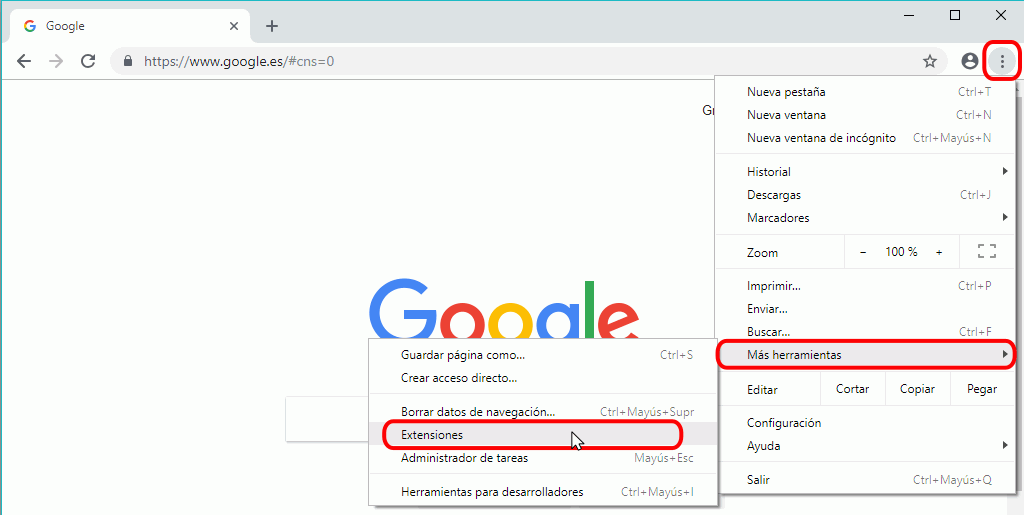 Google
https://www.google.es/#cns=0
Nueva pestaña Ctrl+T
Nueva ventana Ctrl+N
Nueva ventana de incógnito Ctrl+Mayús+N
Historial
Descargas Ctrl+J
Marcadores
Zoom − 100 % +
Imprimir... Ctrl+P
Enviar...
Buscar... Ctrl+F
Más herramientas
Editar Cortar Copiar Pegar
Configuración
Ayuda
Salir Ctrl+Mayús+Q
Google
Guardar página como... Ctrl+S
Crear acceso directo...
Borrar datos de navegación... Ctrl+Mayús+Supr
Extensiones
Administrador de tareas Mayús+Esc
Herramientas para desarrolladores Ctrl+Mayús+I